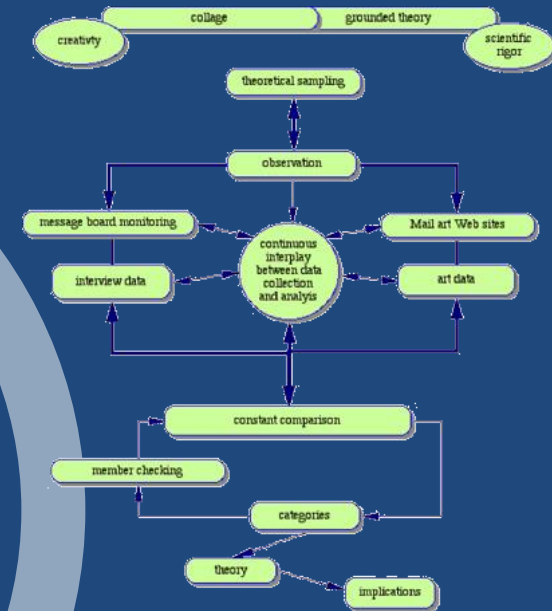 collage
grounded theory
creativty
scientific
rigor
theoretical sampling
observation
message board monitoring
Mail art Web sites
continuous
interplay
between data
collection
and analyis
interview data
art data
constant comparison
member checking
categories
theory
implications